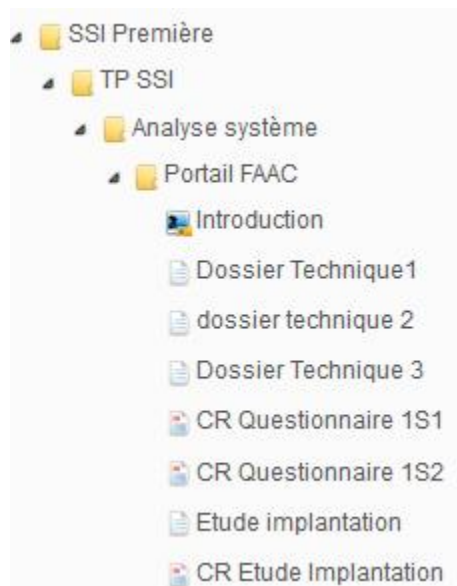 SSI Première
TP SSI
Analyse système
Portail FAAC
Introduction
Dossier Technique1
dossier technique 2
Dossier Technique 3
CR Questionnaire 1S1
CR Questionnaire 1S2
Etude implantation
CR Etude Implantation